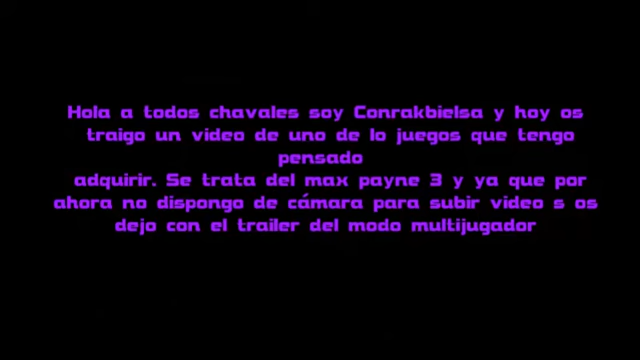 Hola a todos chavales soy Conrakbielsa y hoy os
traigo un video de uno de lo juegos que tengo
pensado
adquirir. Se trata del max payne 3 y ya que por
ahora no dispongo de cámara para subir video s os
dejo con el trailer del modo multijugador